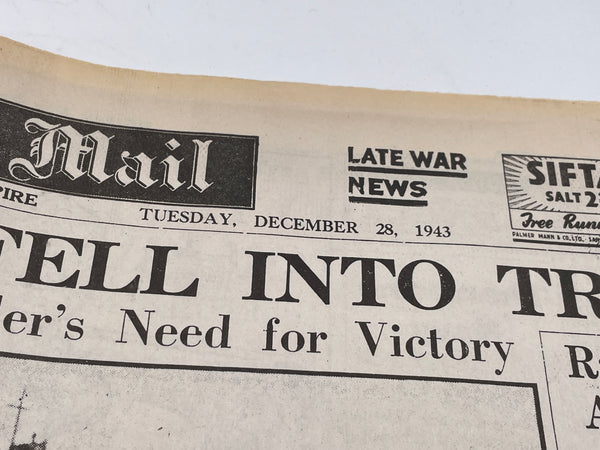 Mail
LATE WAR
NEWS
SIFTA
SALT 2
Free Runn
PALMER MANN & CO., LTD.
PIRE
TUESDAY, DECEMBER 28, 1943
FELL INTO TR
ler's Need for Victory
R
A